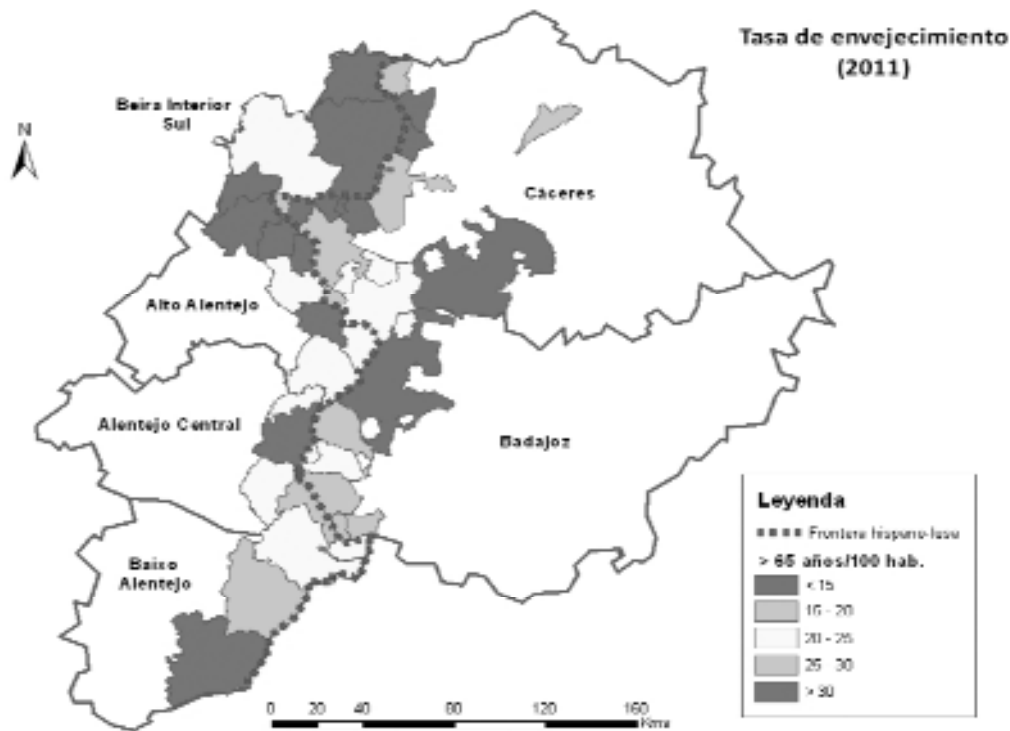 Tasa de envejecimiento
(2011)
Beira Interior
Sul
N
Cáceres
Alto Alentejo
Alentejo Central
Badajoz
Baixo
Alentejo
Leyenda
Frontera hispano-lusa
> 65 años/100 hab.
< 15
15 - 20
20 - 25
25 - 30
> 30
0 20 40 80 120 160
Kms